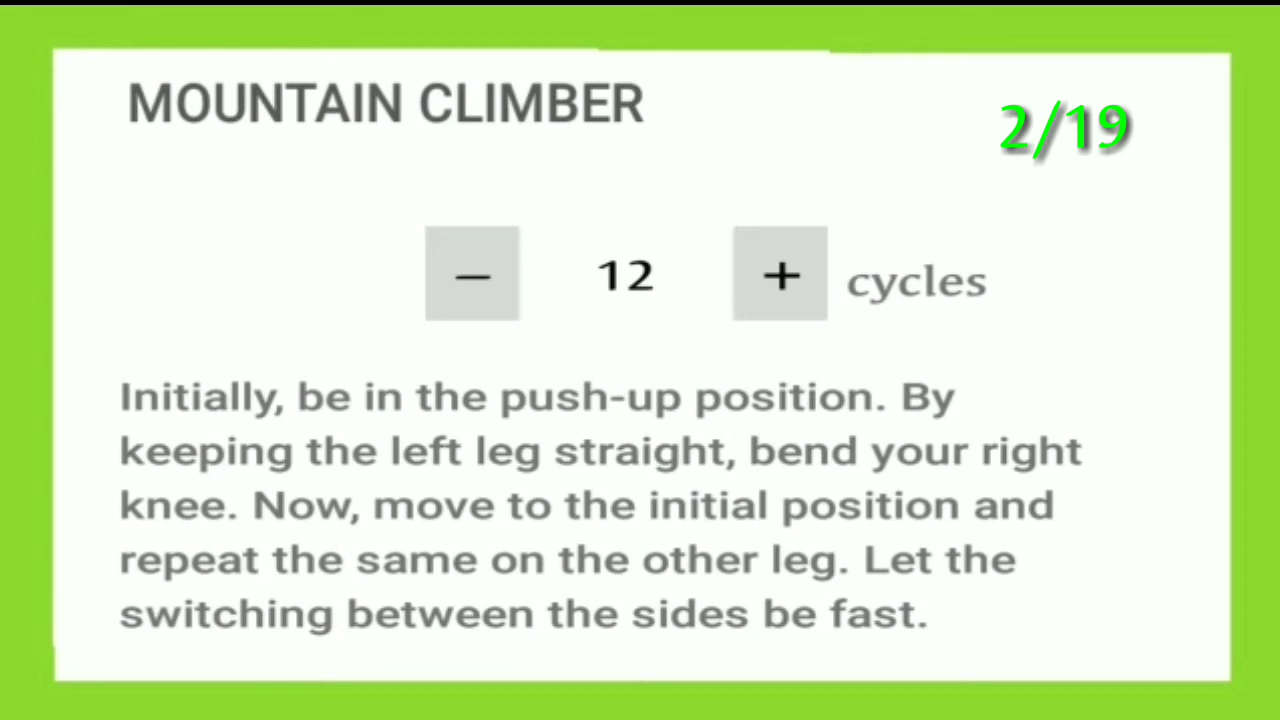 MOUNTAIN CLIMBER
2/19
− 12 + cycles
Initially, be in the push-up position. By
keeping the left leg straight, bend your right
knee. Now, move to the initial position and
repeat the same on the other leg. Let the
switching between the sides be fast.